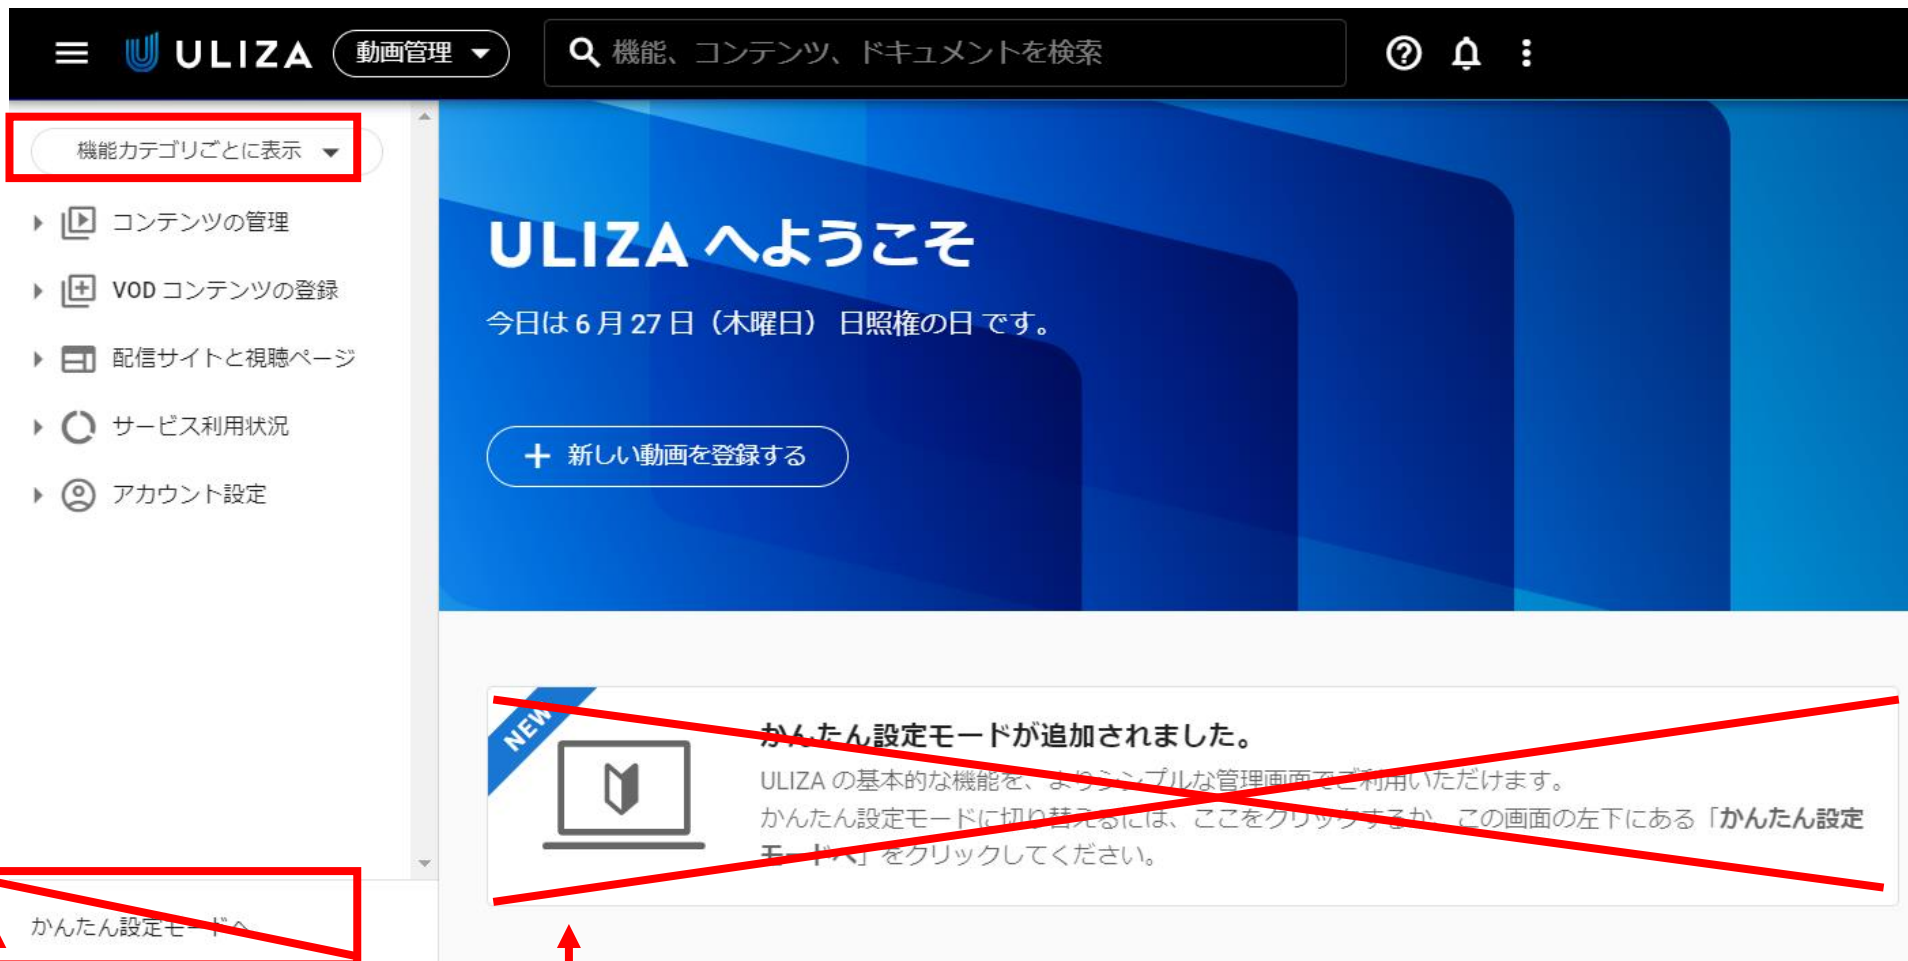 ULIZA 動画管理
機能、コンテンツ、ドキュメントを検索
機能カテゴリごとに表示
コンテンツの管理
VOD コンテンツの登録
配信サイトと視聴ページ
サービス利用状況
アカウント設定
かんたん設定モードへ
ULIZA へようこそ
今日は 6 月 27 日（木曜日） 日照権の日 です。
新しい動画を登録する
NEW
かんたん設定モードが追加されました。
ULIZA の基本的な機能を、よりシンプルな管理画面でご利用いただけます。
かんたん設定モードに切り替えるには、ここをクリックするか、この画面の左下にある「かんたん設定
モードへ」をクリックしてください。